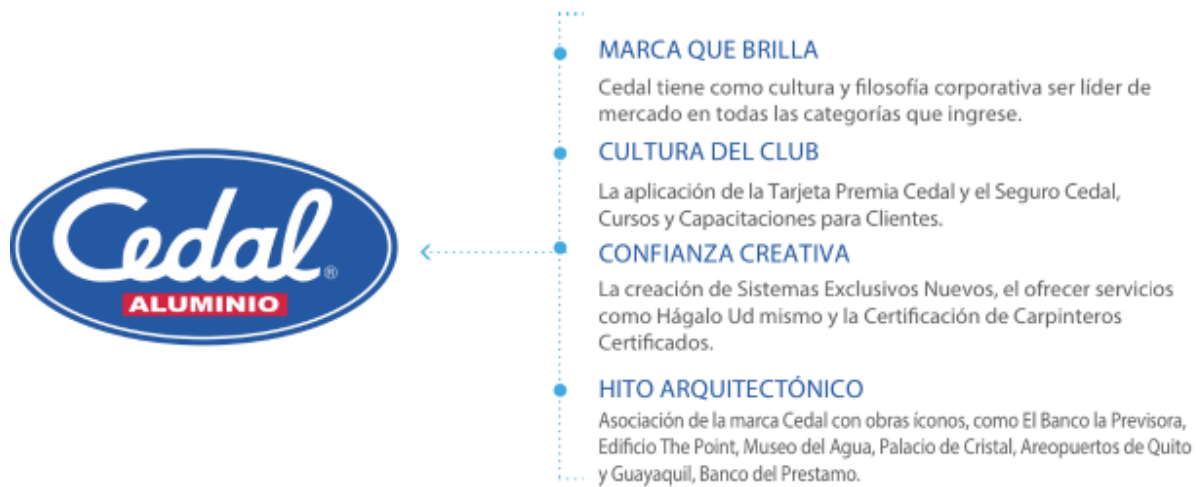 Cedal®
ALUMINIO
MARCA QUE BRILLA
Cedal tiene como cultura y filosofía corporativa ser líder de
mercado en todas las categorías que ingrese.
CULTURA DEL CLUB
La aplicación de la Tarjeta Premia Cedal y el Seguro Cedal,
Cursos y Capacitaciones para Clientes.
CONFIANZA CREATIVA
La creación de Sistemas Exclusivos Nuevos, el ofrecer servicios
como Hágalo Ud mismo y la Certificación de Carpinteros
Certificados.
HITO ARQUITECTÓNICO
Asociación de la marca Cedal con obras íconos, como El Banco la Previsora,
Edificio The Point, Museo del Agua, Palacio de Cristal, Areopuertos de Quito
y Guayaquil, Banco del Prestamo.